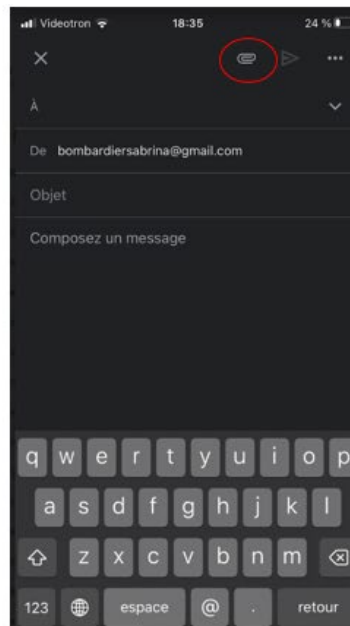 Videotron 18:35 24 %
À
De bombardiersabrina@gmail.com
Objet
Composez un message
q w e r t y u i o p
a s d f g h j k l
z x c v b n m
123 espace @ . retour